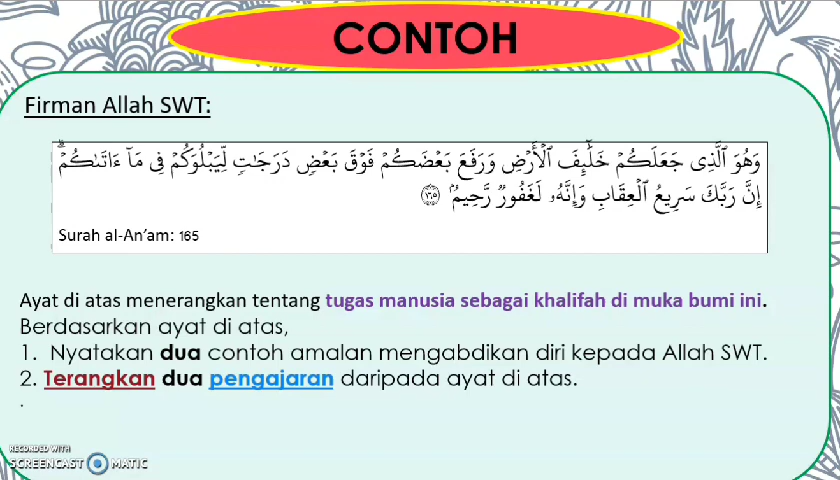 CONTOH
Firman Allah SWT:
وَهُوَ ٱلَّذِى جَعَلَكُمْ خَلَـٰٓئِفَ ٱلْأَرْضِ وَرَفَعَ بَعْضَكُمْ فَوْقَ بَعْضٍ دَرَجَـٰتٍ لِّيَبْلُوَكُمْ فِى مَآ ءَاتَىٰكُمْ ۗ
إِنَّ رَبَّكَ سَرِيعُ ٱلْعِقَابِ وَإِنَّهُۥ لَغَفُورٌ رَّحِيمٌۢ ١٦٥
Surah al-An’am: 165
Ayat di atas menerangkan tentang tugas manusia sebagai khalifah di muka bumi ini.
Berdasarkan ayat di atas,
1. Nyatakan dua contoh amalan mengabdikan diri kepada Allah SWT.
2. Terangkan dua pengajaran daripada ayat di atas.
.
RECORDED WITH
SCREENCAST MATIC